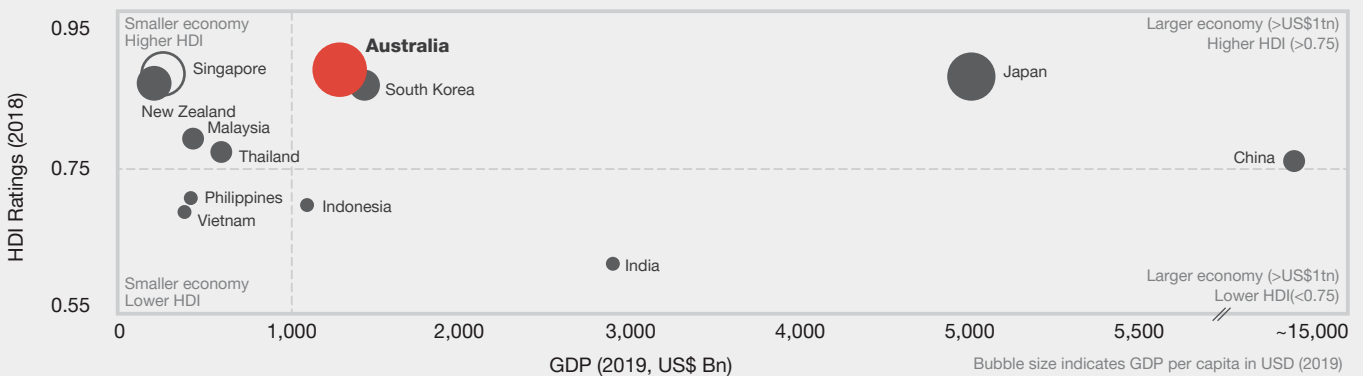 0.95
Smaller economy
Higher HDI
Larger economy (>US$1tn)
Higher HDI (>0.75)
Australia
Singapore
South Korea
Japan
New Zealand
Malaysia
Thailand
China
0.75
HDI Ratings (2018)
Philippines
Vietnam
Indonesia
India
Smaller economy
Lower HDI
Larger economy (>US$1tn)
Lower HDI(<0.75)
0.55
0 1,000 2,000 3,000 4,000 5,000 5,500 ~15,000
GDP (2019, US$ Bn)
Bubble size indicates GDP per capita in USD (2019)